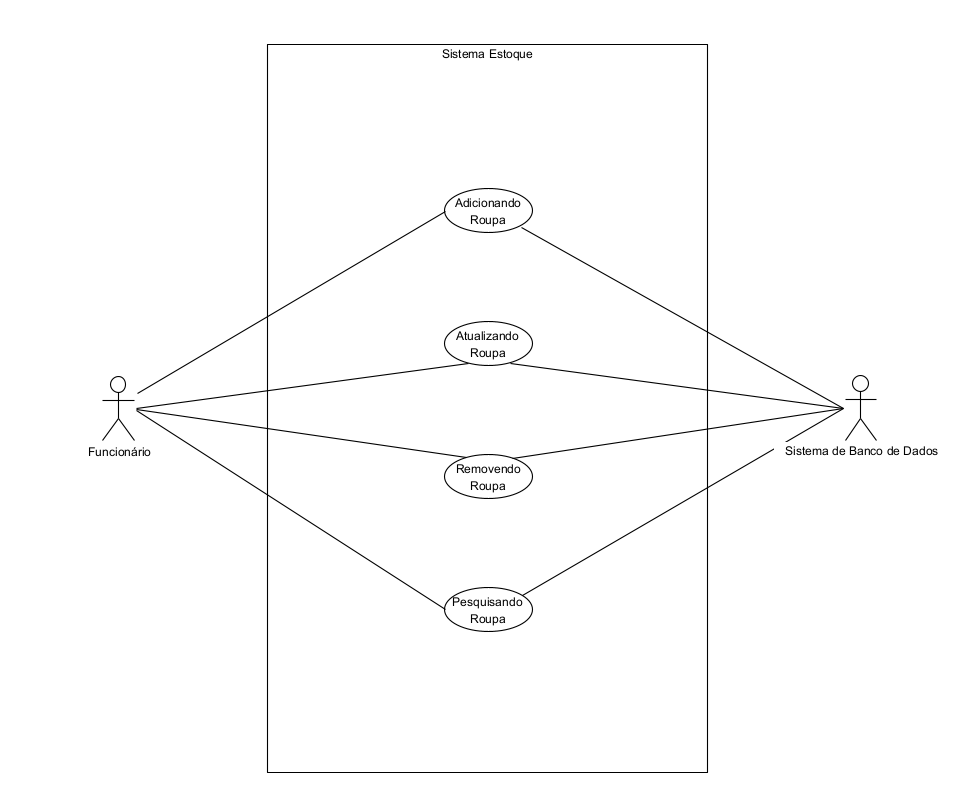 Sistema Estoque
Adicionando
Roupa
Atualizando
Roupa
Funcionário
Sistema de Banco de Dados
Removendo
Roupa
Pesquisando
Roupa